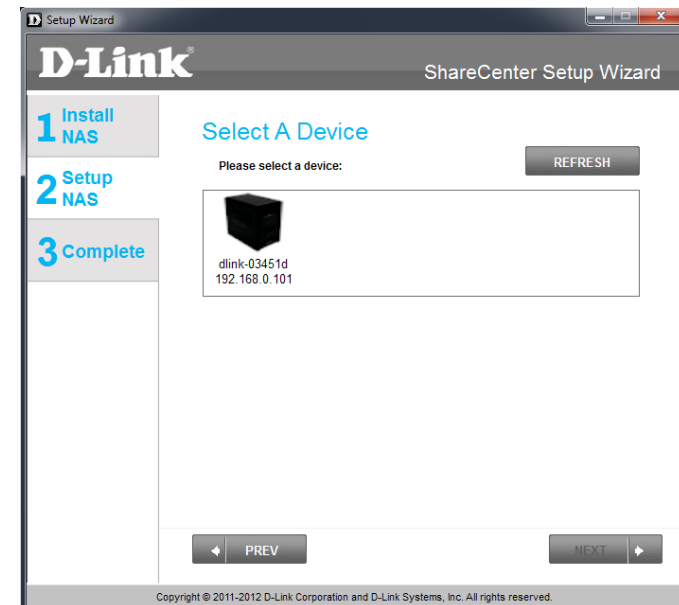 Setup Wizard
D-Link®
ShareCenter Setup Wizard
1 Install
NAS
2 Setup
NAS
3 Complete
Select A Device
Please select a device:
REFRESH
dlink-03451d
192.168.0.101
PREV
NEXT
Copyright © 2011-2012 D-Link Corporation and D-Link Systems, Inc. All rights reserved.